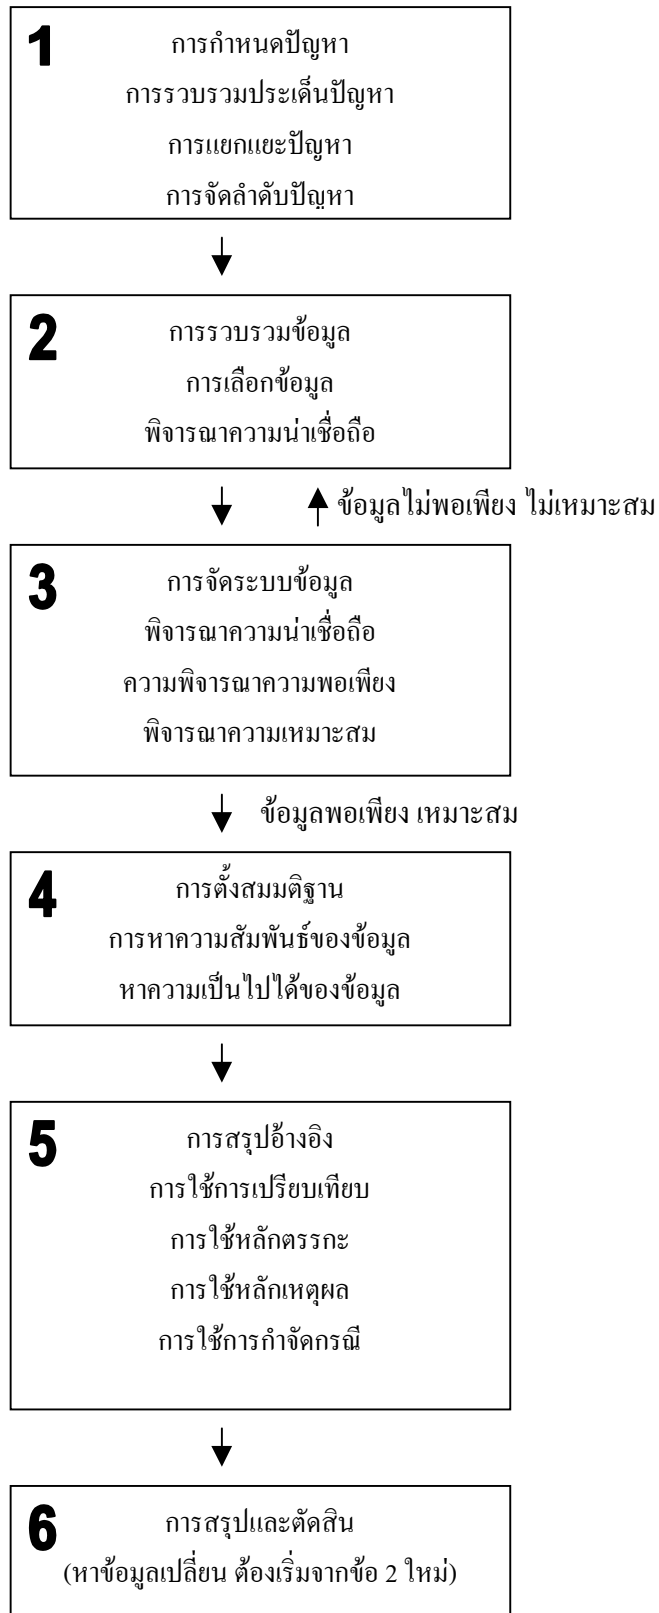 1
การกำหนดปัญหา
การรวบรวมประเด็นปัญหา
การแยกแยะปัญหา
การจัดลำดับปัญหา
2
การรวบรวมข้อมูล
การเลือกข้อมูล
พิจารณาความน่าเชื่อถือ
ข้อมูลไม่พอเพียง ไม่เหมาะสม
3
การจัดระบบข้อมูล
พิจารณาความน่าเชื่อถือ
ความพิจารณาความพอเพียง
พิจารณาความเหมาะสม
ข้อมูลพอเพียง เหมาะสม
4
การตั้งสมมติฐาน
การหาความสัมพันธ์ของข้อมูล
หาความเป็นไปได้ของข้อมูล
5
การสรุปอ้างอิง
การใช้การเปรียบเทียบ
การใช้หลักตรรกะ
การใช้หลักเหตุผล
การใช้การกำจัดกรณี
6
การสรุปและตัดสิน
(หาข้อมูลเปลี่ยน ต้องเริ่มจากข้อ 2 ใหม่)